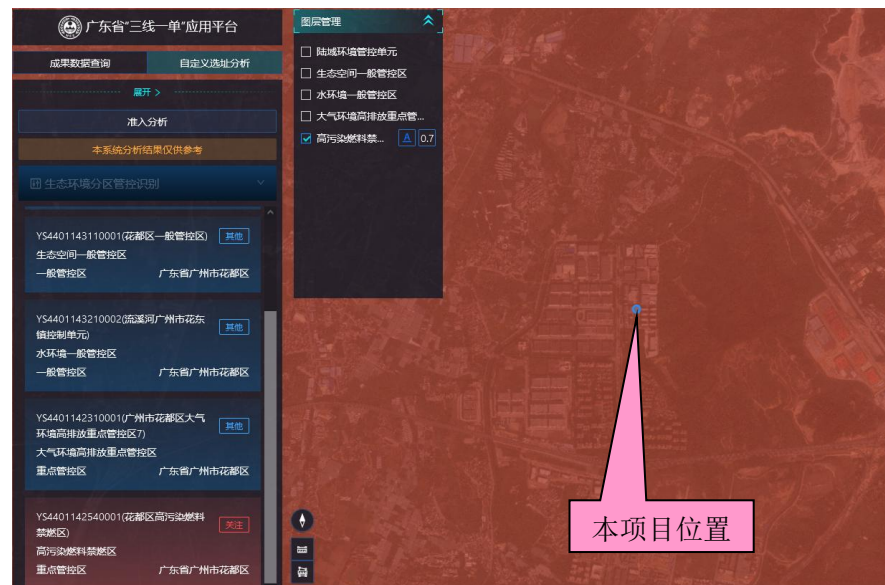 广东省“三线一单”应用平台
成果数据查询
自定义选址分析
展开 >
准入分析
本系统分析结果仅供参考
生态环境分区管控识别
YS4401143110001(花都区一般管控区)
其他
生态空间一般管控区
一般管控区
广东省广州市花都区
YS4401143210002(流溪河广州市花东
镇控制单元)
其他
水环境一般管控区
一般管控区
广东省广州市花都区
YS4401142310001(广州市花都区大气
环境高排放重点管控区7)
其他
大气环境高排放重点管控区
重点管控区
广东省广州市花都区
YS4401142540001(花都区高污染燃料
禁燃区)
关注
高污染燃料禁燃区
重点管控区
广东省广州市花都区
图层管理
陆域环境管控单元
生态空间一般管控区
水环境一般管控区
大气环境高排放重点管...
高污染燃料禁...
0.7
本项目位置